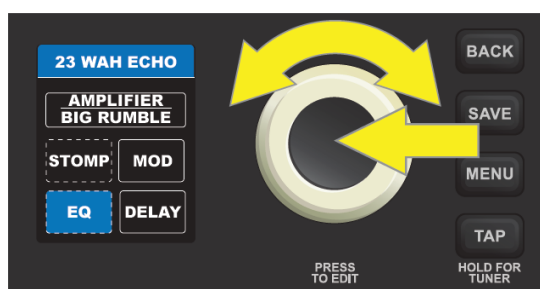 23 WAH ECHO
AMPLIFIER
BIG RUMBLE
STOMP MOD
EQ DELAY
BACK
SAVE
MENU
TAP
PRESS
TO EDIT
HOLD FOR
TUNER